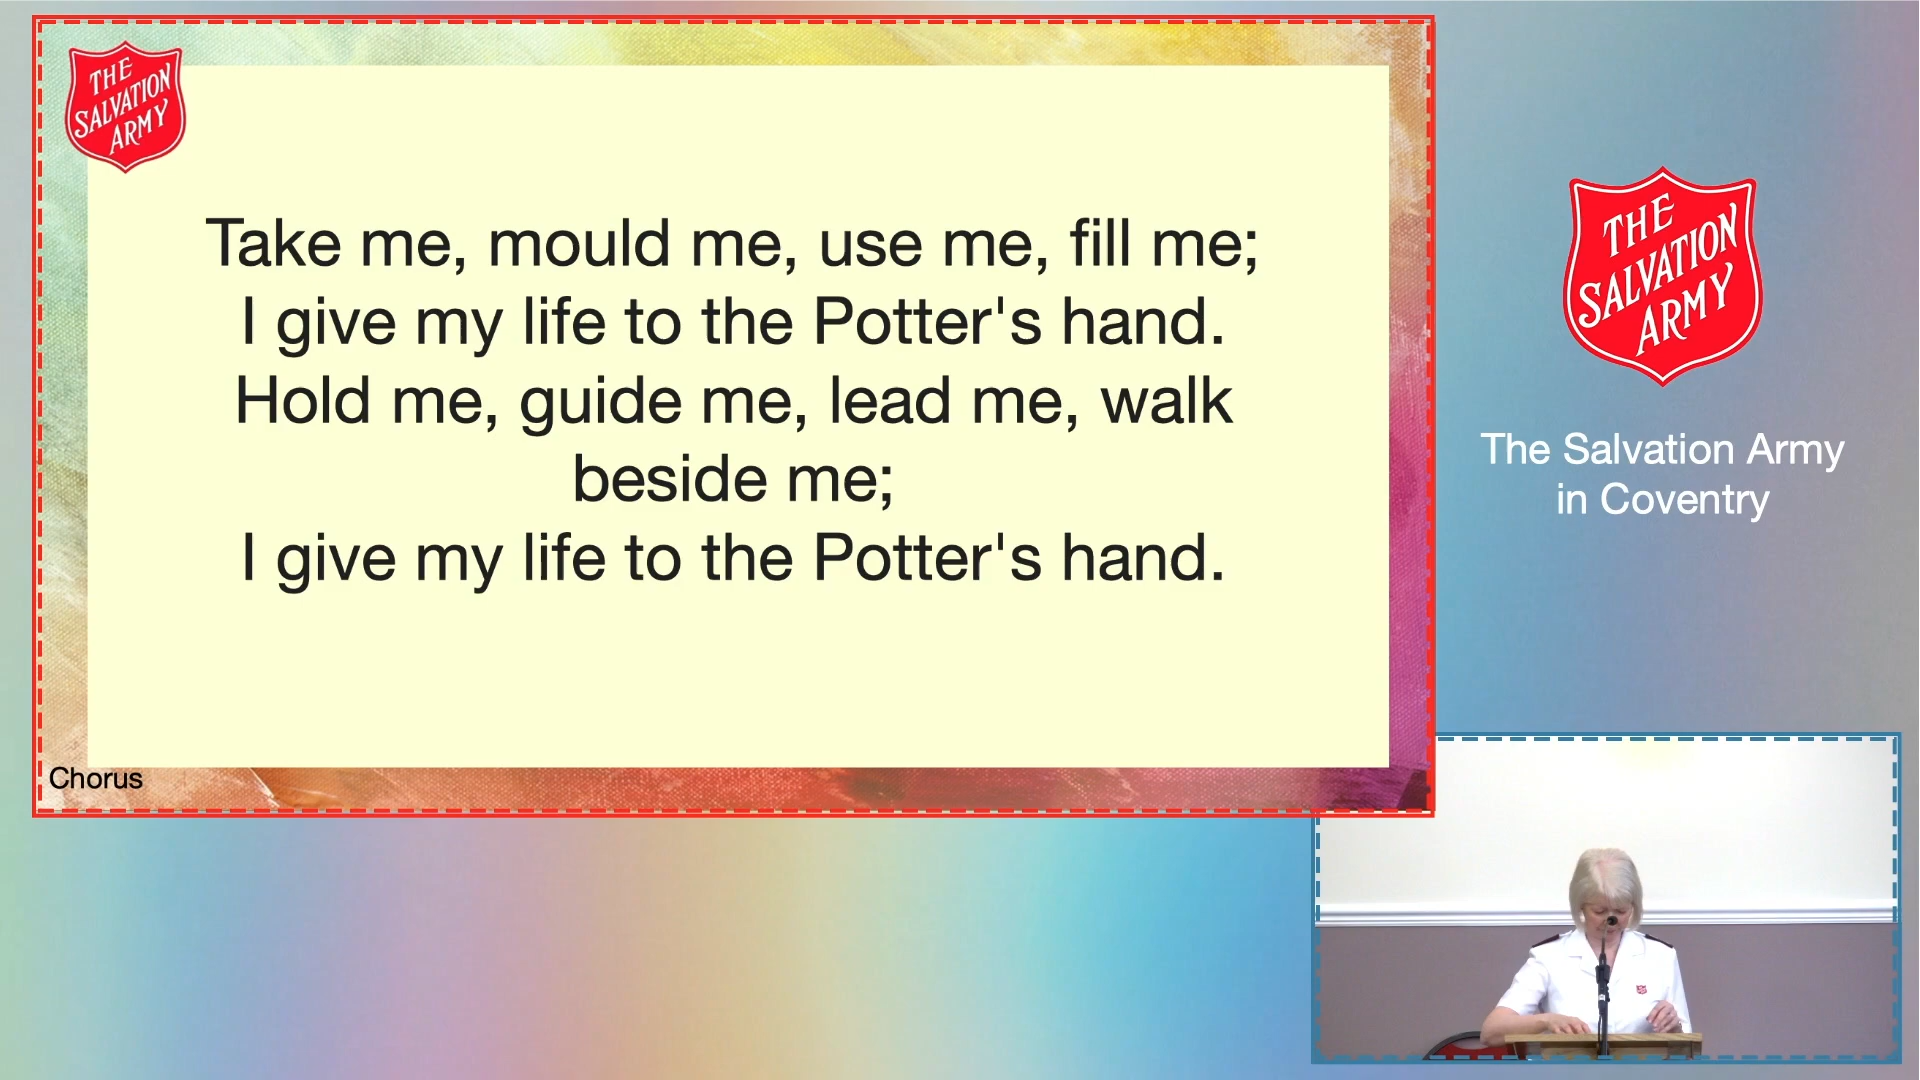 THE
SALVATION
ARMY
Take me, mould me, use me, fill me;
I give my life to the Potter's hand.
Hold me, guide me, lead me, walk
beside me;
I give my life to the Potter's hand.
Chorus
THE
SALVATION
ARMY
The Salvation Army
in Coventry